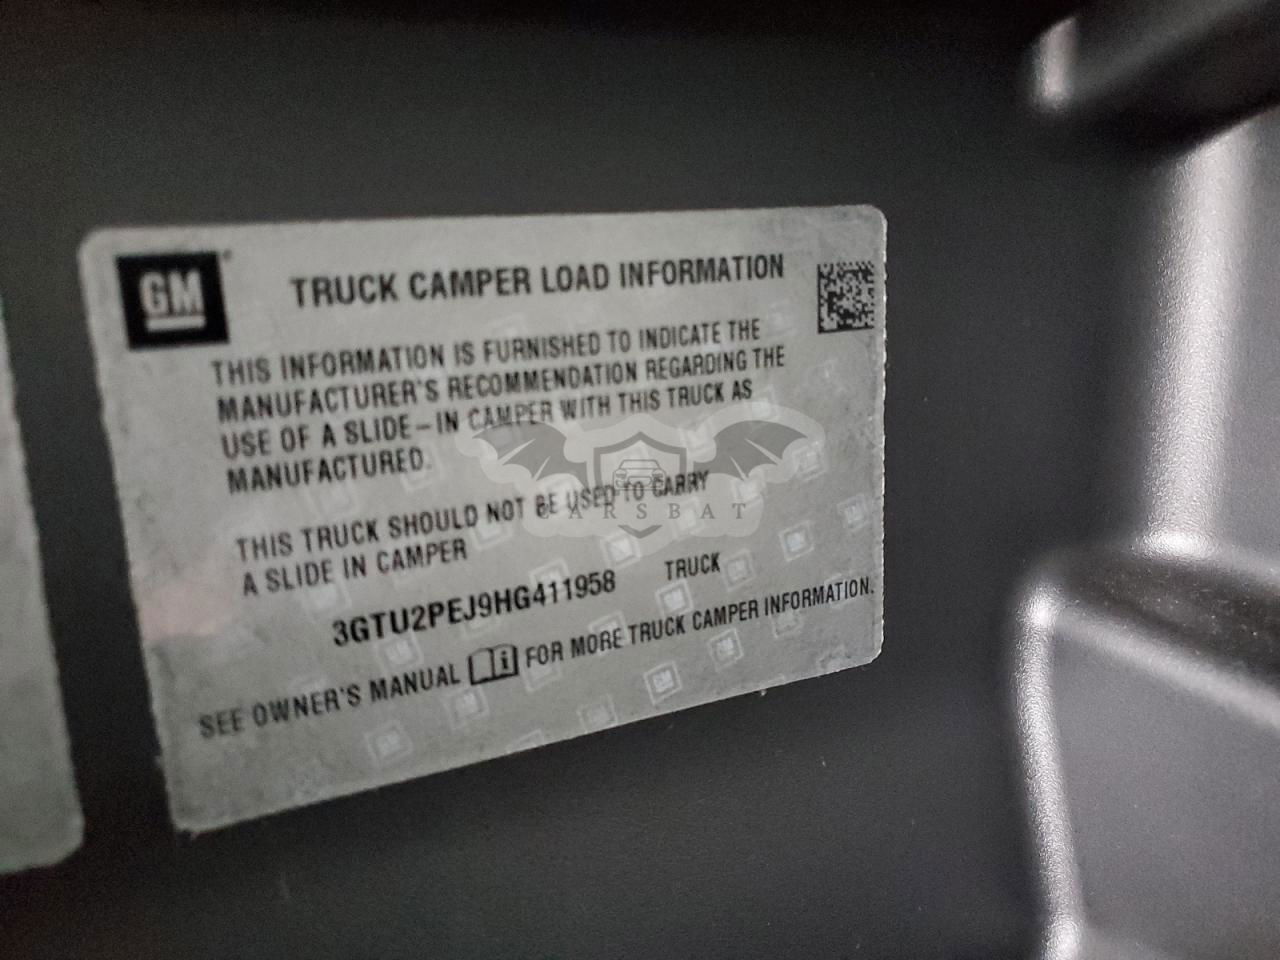 GM
TRUCK CAMPER LOAD INFORMATION
THIS INFORMATION IS FURNISHED TO INDICATE THE
MANUFACTURER'S RECOMMENDATION REGARDING THE
USE OF A SLIDE-IN CAMPER WITH THIS TRUCK AS
MANUFACTURED.
THIS TRUCK SHOULD NOT BE USED TO CARRY
A SLIDE IN CAMPER
CARSBAT
3GTU2PEJ9HG411958 TRUCK
SEE OWNER'S MANUAL FOR MORE TRUCK CAMPER INFORMATION.